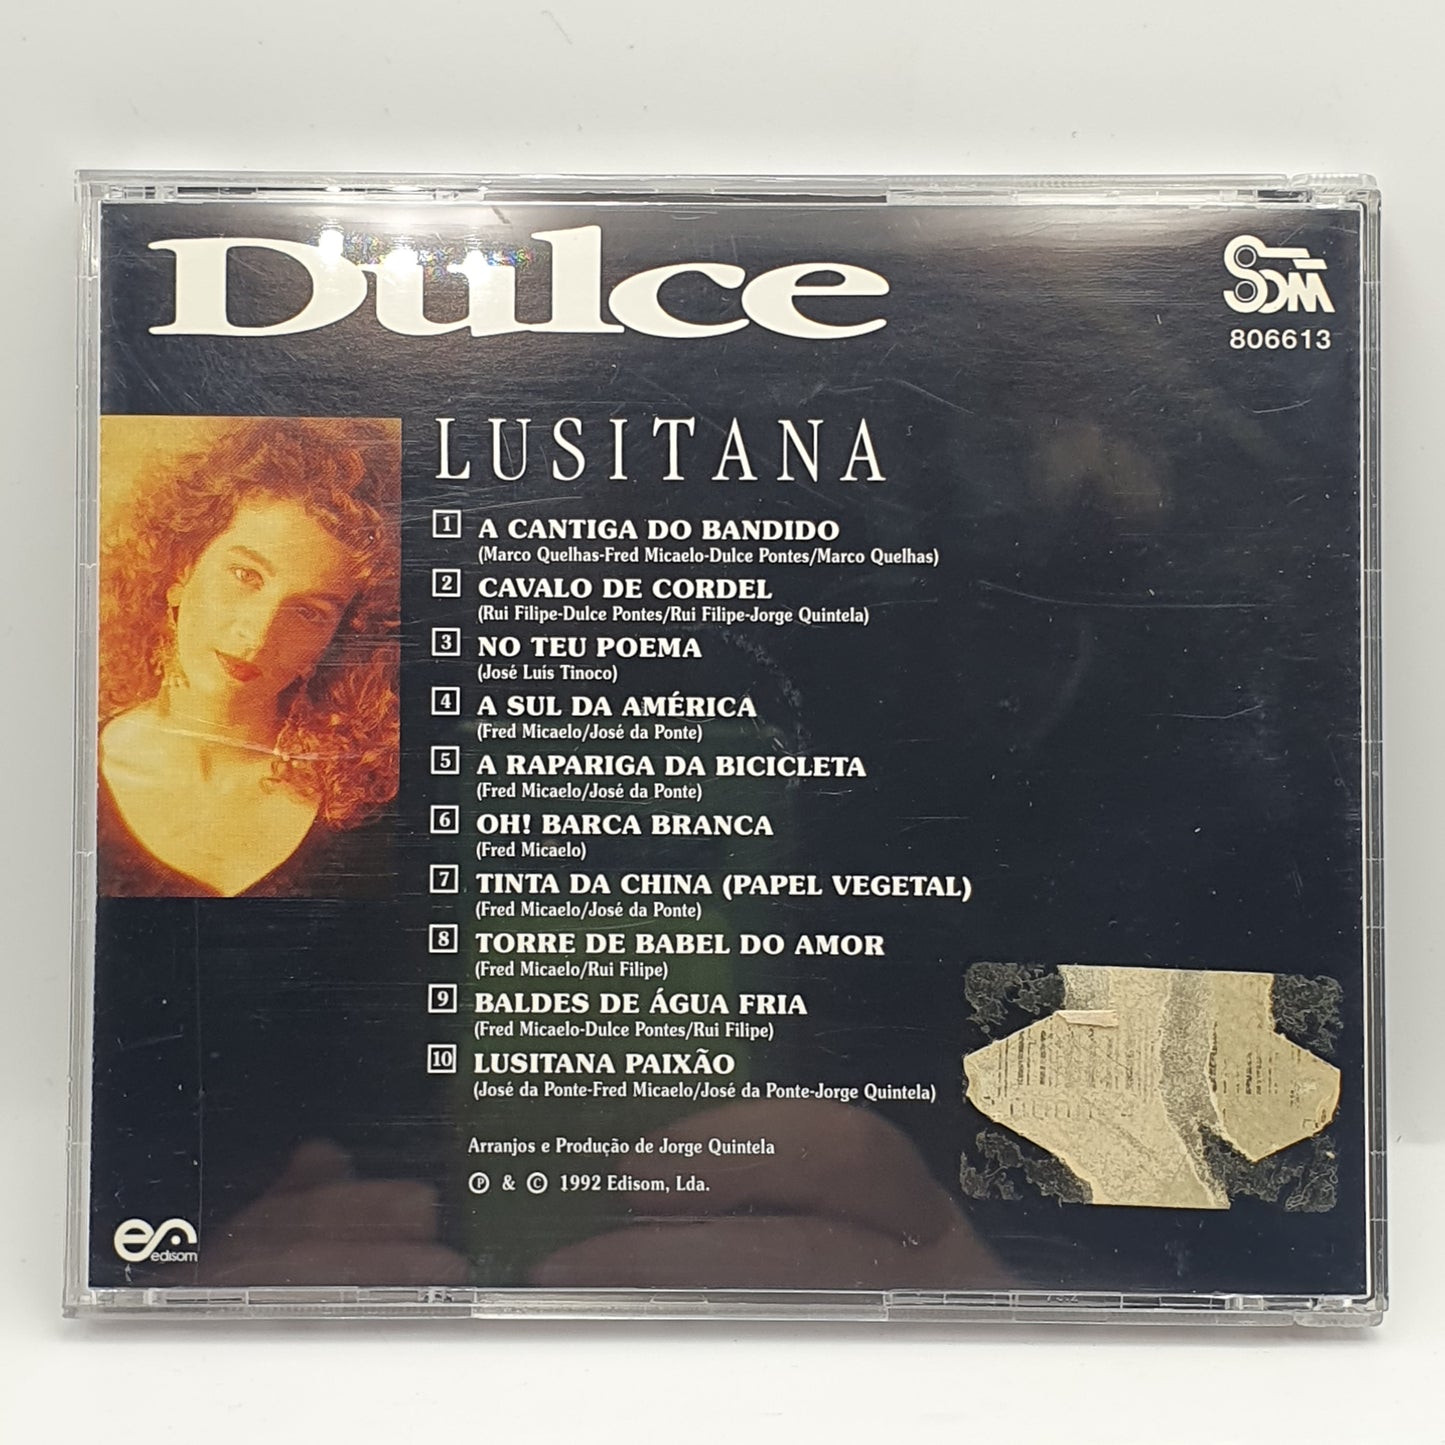 Dulce
SOM
806613
LUSITANA
1 A CANTIGA DO BANDIDO
(Marco Quelhas-Fred Micaelo-Dulce Pontes/Marco Quelhas)
2 CAVALO DE CORDEL
(Rui Filipe-Dulce Pontes/Rui Filipe-Jorge Quintela)
3 NO TEU POEMA
(José Luís Tinoco)
4 A SUL DA AMÉRICA
(Fred Micaelo/José da Ponte)
5 A RAPARIGA DA BICICLETA
(Fred Micaelo/José da Ponte)
6 OH! BARCA BRANCA
(Fred Micaelo)
7 TINTA DA CHINA (PAPEL VEGETAL)
(Fred Micaelo/José da Ponte)
8 TORRE DE BABEL DO AMOR
(Fred Micaelo/Rui Filipe)
9 BALDES DE ÁGUA FRIA
(Fred Micaelo-Dulce Pontes/Rui Filipe)
10 LUSITANA PAIXÃO
(José da Ponte-Fred Micaelo/José da Ponte-Jorge Quintela)
Arranjos e Produção de Jorge Quintela
Ⓟ & © 1992 Edisom, Lda.
edisom